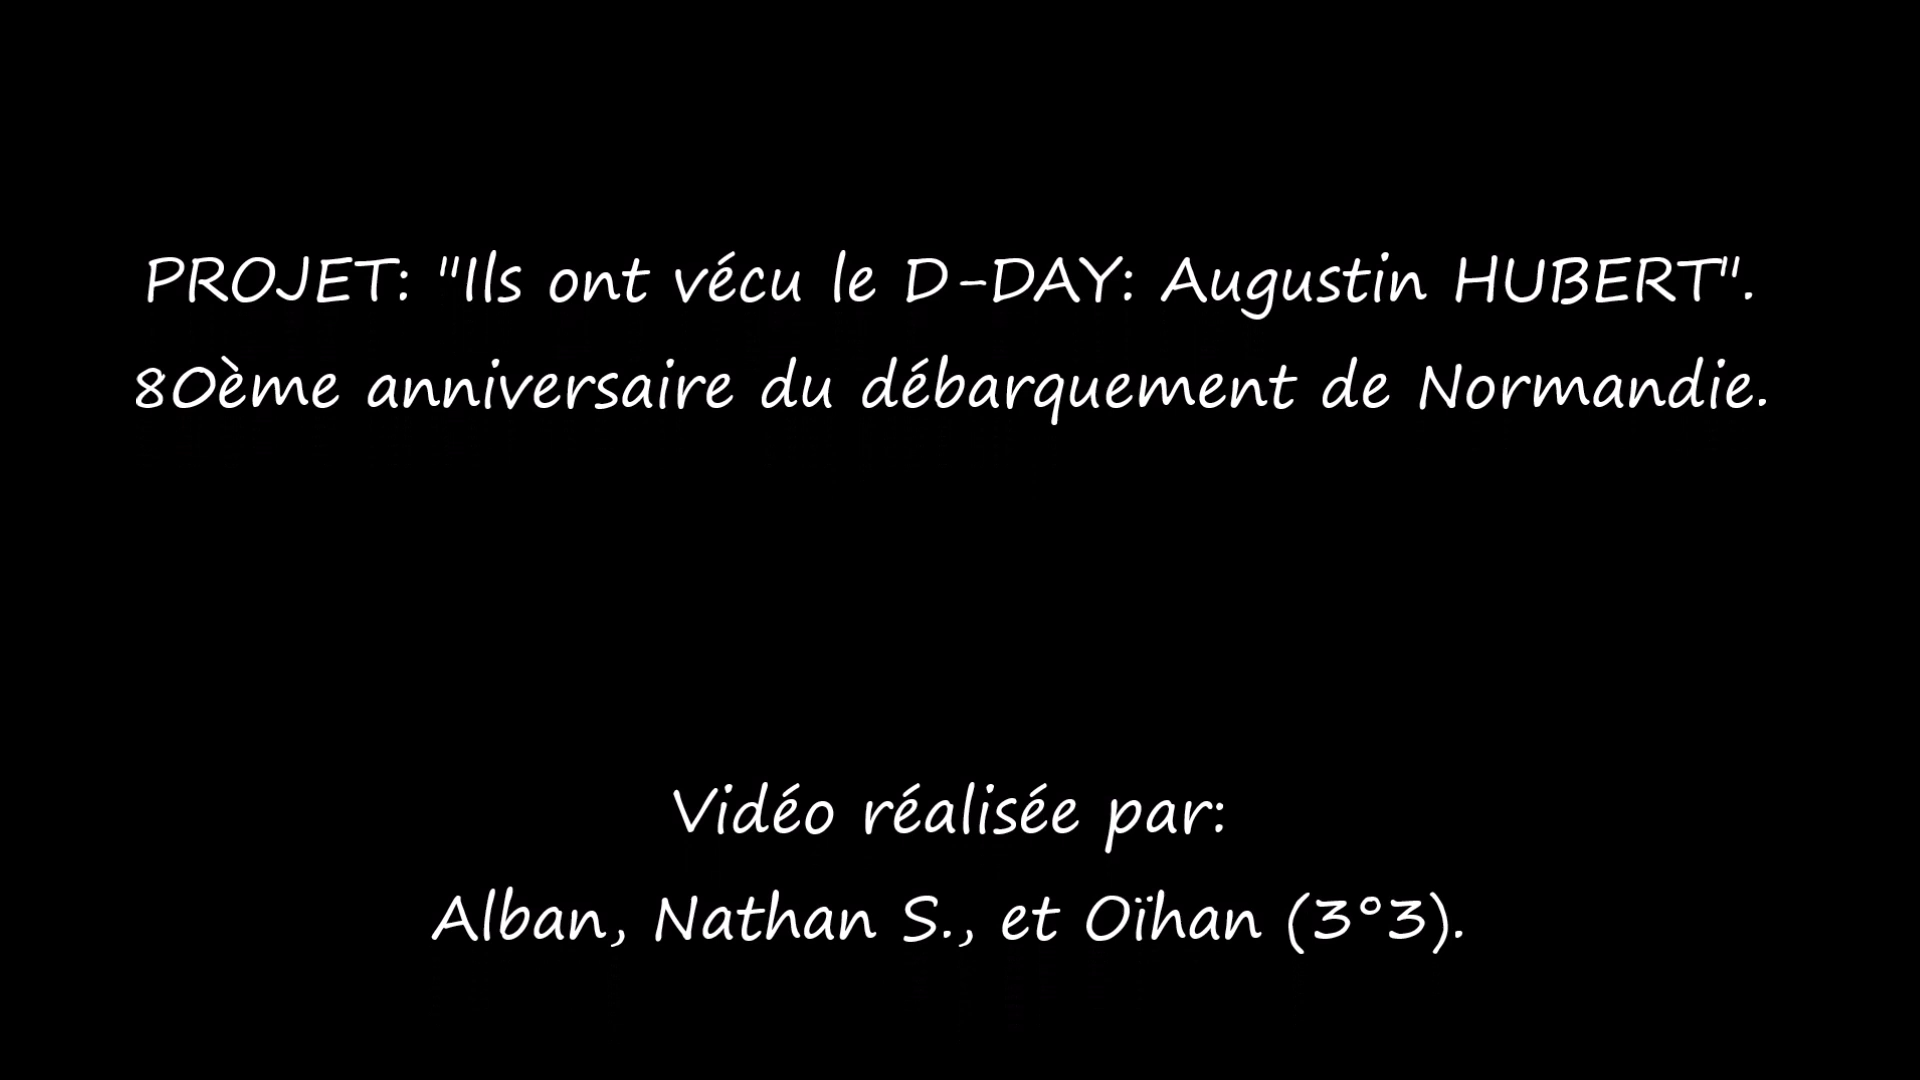 PROJET: "Ils ont vécu le D-DAY: Augustin HUBERT".
80ème anniversaire du débarquement de Normandie.
Vidéo réalisée par:
Alban, Nathan S., et Oïhan (3°3).